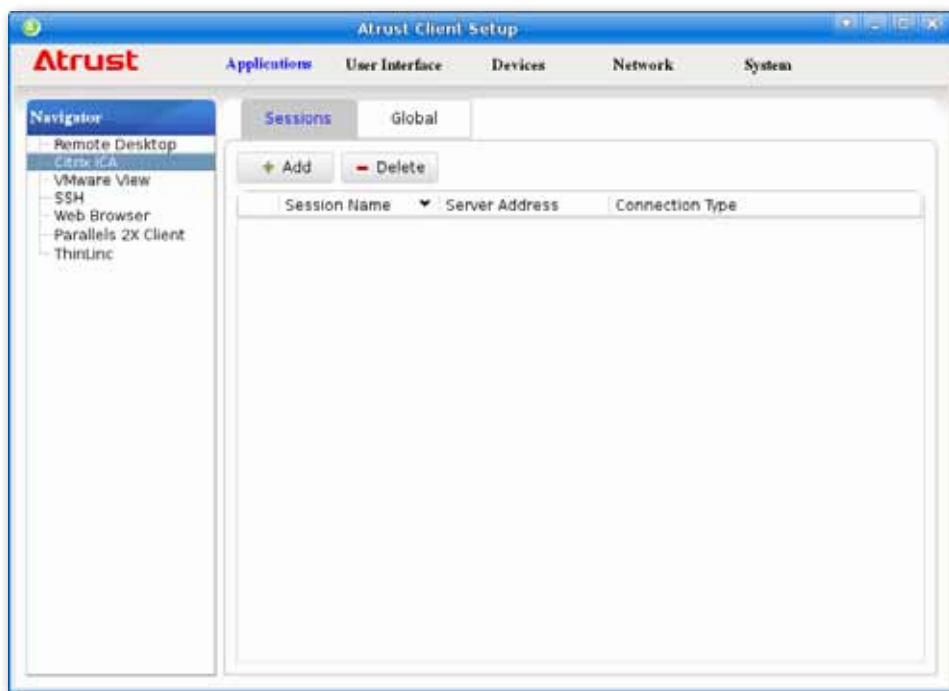 Atrust Client Setup
Atrust
Applications User Interface Devices Network System
Navigator
Remote Desktop
Citrix ICA
VMware View
SSH
Web Browser
Parallels 2X Client
ThinLinc
Sessions Global
+ Add - Delete
Session Name Server Address Connection Type